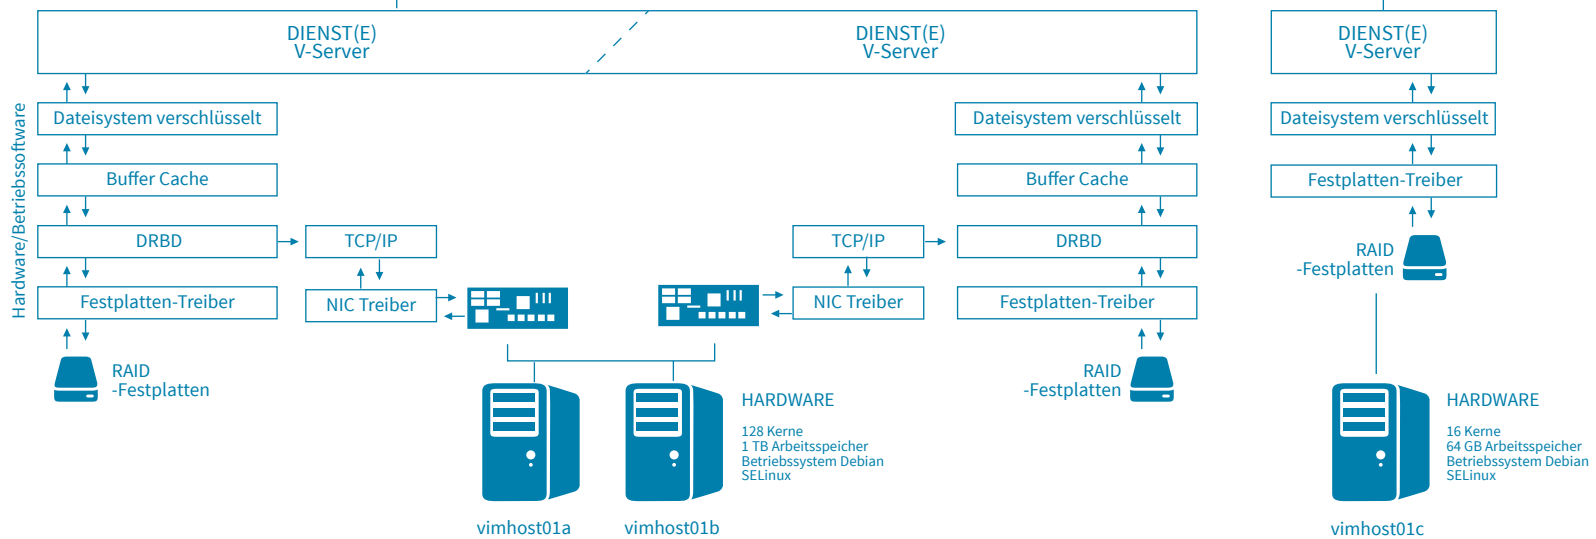 DIENST(E)
V-Server
DIENST(E)
V-Server
DIENST(E)
V-Server
Hardware/Betriebssoftware
Dateisystem verschlüsselt
Dateisystem verschlüsselt
Dateisystem verschlüsselt
Buffer Cache
Buffer Cache
Festplatten-Treiber
DRBD
TCP/IP
TCP/IP
DRBD
RAID
-Festplatten
Festplatten-Treiber
NIC Treiber
NIC Treiber
Festplatten-Treiber
RAID
-Festplatten
RAID
-Festplatten
HARDWARE
128 Kerne
1 TB Arbeitsspeicher
Betriebssystem Debian
SELinux
HARDWARE
16 Kerne
64 GB Arbeitsspeicher
Betriebssystem Debian
SELinux
vimhost01a
vimhost01b
vimhost01c